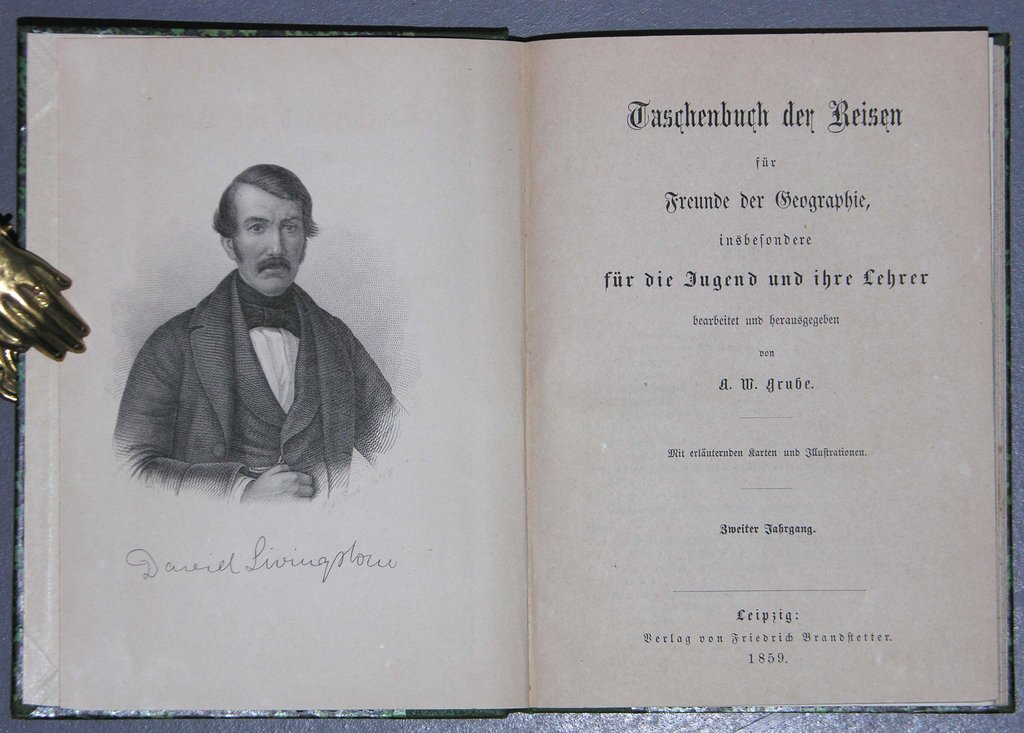 David Livingstone
Taschenbuch der Reisen
für
Freunde der Geographie,
insbesondere
für die Jugend und ihre Lehrer
bearbeitet und herausgegeben
von
A. W. Grube.
Mit erläuternden Karten und Illustrationen.
Zweiter Jahrgang.
Leipzig:
Verlag von Friedrich Brandstetter.
1859.